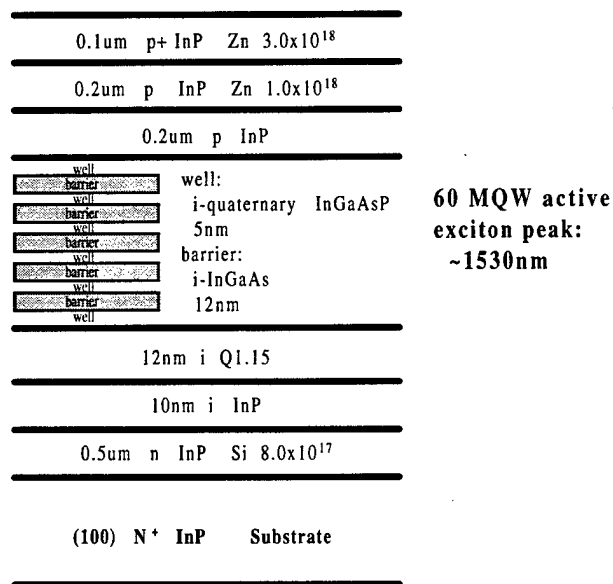 0.1um p+ InP Zn 3.0x10¹⁸
0.2um p InP Zn 1.0x10¹⁸
0.2um p InP
well
barrier
well
barrier
well
barrier
well
barrier
well
barrier
well
well:
i-quaternary InGaAsP
5nm
barrier:
i-InGaAs
12nm
60 MQW active
exciton peak:
~1530nm
12nm i Q1.15
10nm i InP
0.5um n InP Si 8.0x10¹⁷
(100) N⁺ InP Substrate